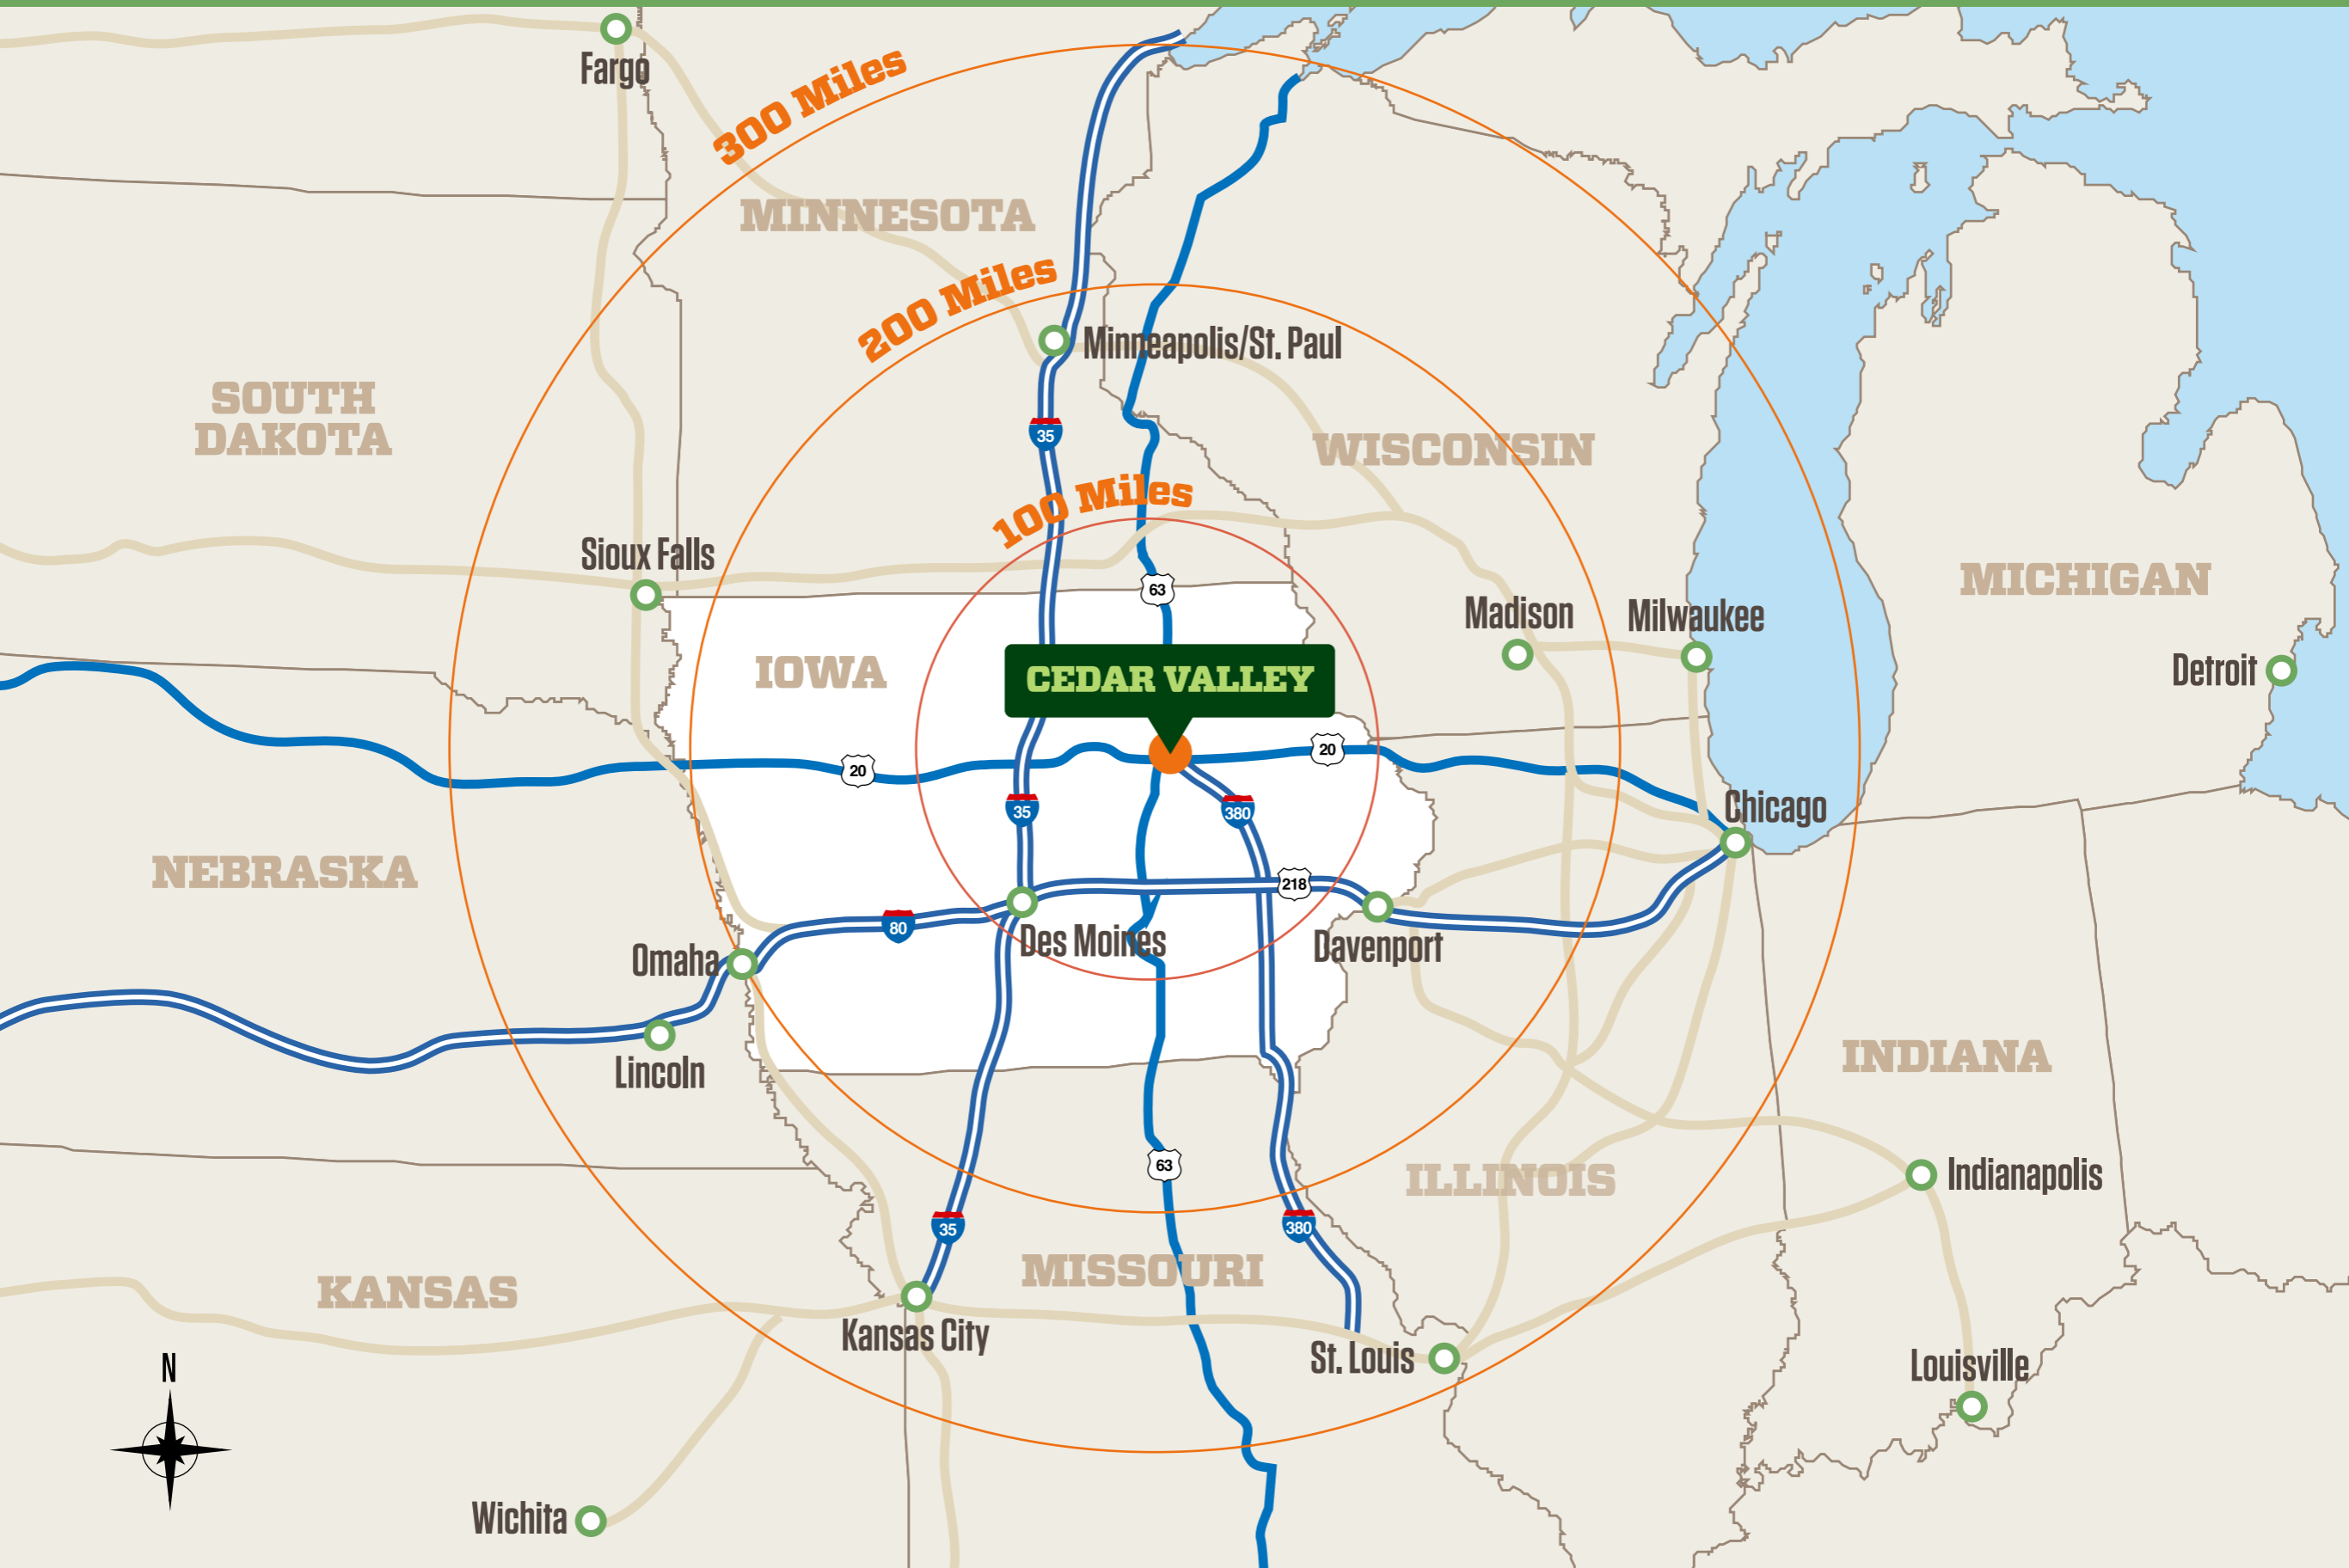 Fargo
300 Miles
MINNESOTA
200 Miles
Minneapolis/St. Paul
SOUTH
DAKOTA
35
WISCONSIN
100 Miles
Sioux Falls
63
MICHIGAN
Madison
Milwaukee
IOWA
CEDAR VALLEY
Detroit
20
20
35
380
Chicago
NEBRASKA
218
80
Des Moines
Davenport
Omaha
Lincoln
INDIANA
63
ILLINOIS
Indianapolis
35
380
MISSOURI
KANSAS
Kansas City
St. Louis
N
Louisville
Wichita